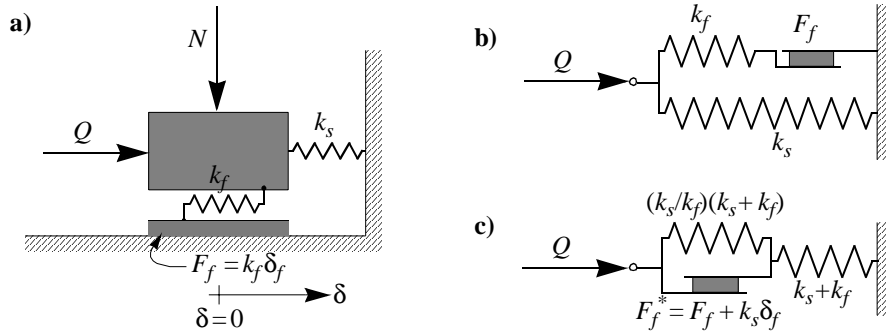 a)
N
Q
k_s
k_f
F_f = k_f δ_f
δ
δ=0
b)
k_f
F_f
Q
k_s
c)
(k_s/k_f)(k_s+ k_f)
Q
k_s+k_f
F_f^*= F_f + k_s δ_f